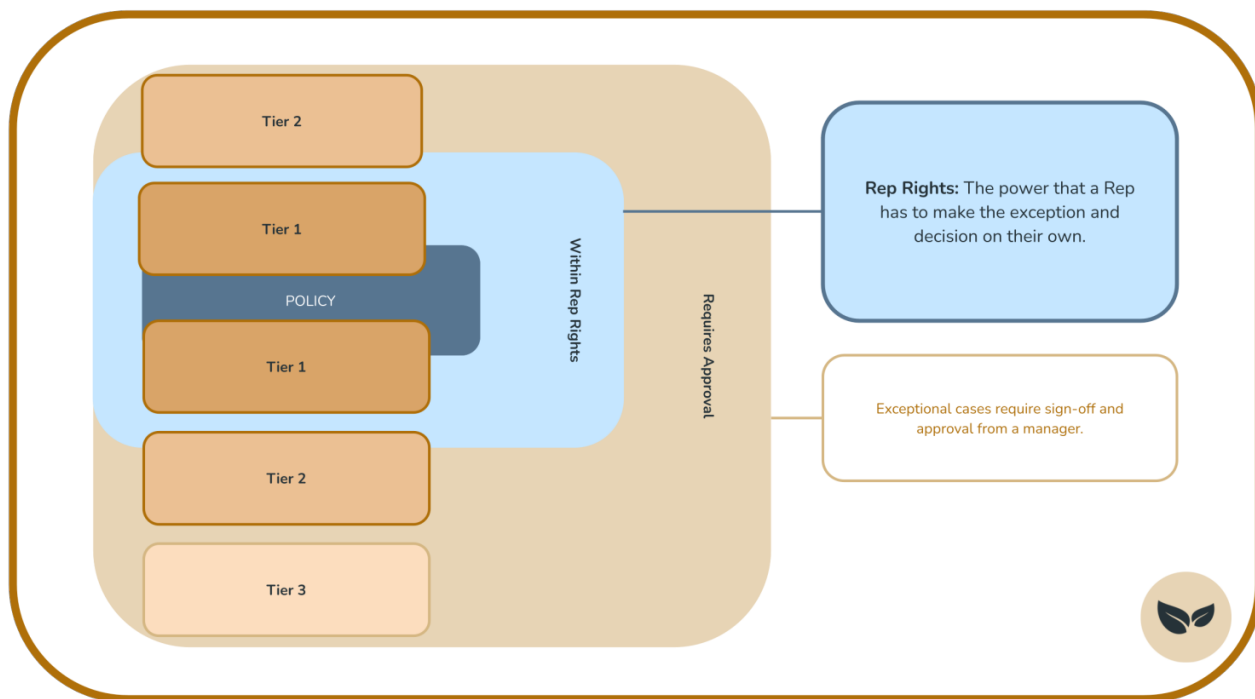 Tier 2
Tier 1
POLICY
Tier 1
Tier 2
Tier 3
Within Rep Rights
Requires Approval
Rep Rights: The power that a Rep
has to make the exception and
decision on their own.
Exceptional cases require sign-off and
approval from a manager.